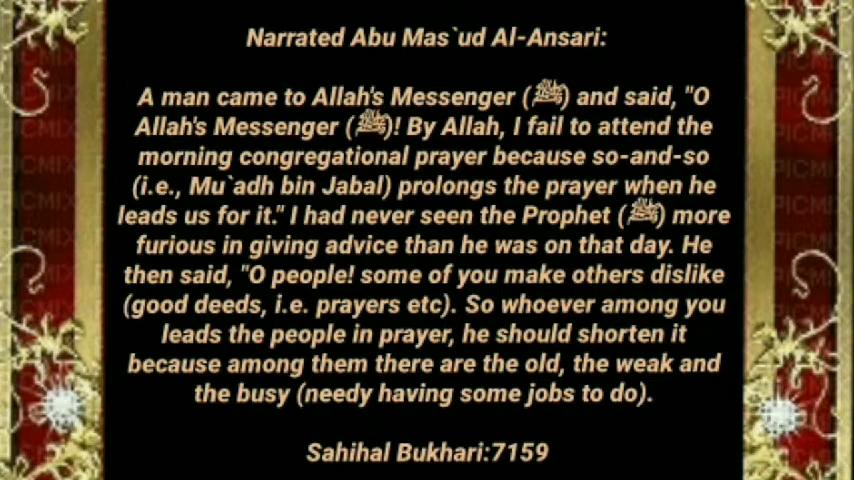 Narrated Abu Mas`ud Al-Ansari:
A man came to Allah's Messenger (ﷺ) and said, "O
Allah's Messenger (ﷺ)! By Allah, I fail to attend the
morning congregational prayer because so-and-so
(i.e., Mu`adh bin Jabal) prolongs the prayer when he
leads us for it." I had never seen the Prophet (ﷺ) more
furious in giving advice than he was on that day. He
then said, "O people! some of you make others dislike
(good deeds, i.e. prayers etc). So whoever among you
leads the people in prayer, he should shorten it
because among them there are the old, the weak and
the busy (needy having some jobs to do).
Sahihal Bukhari:7159